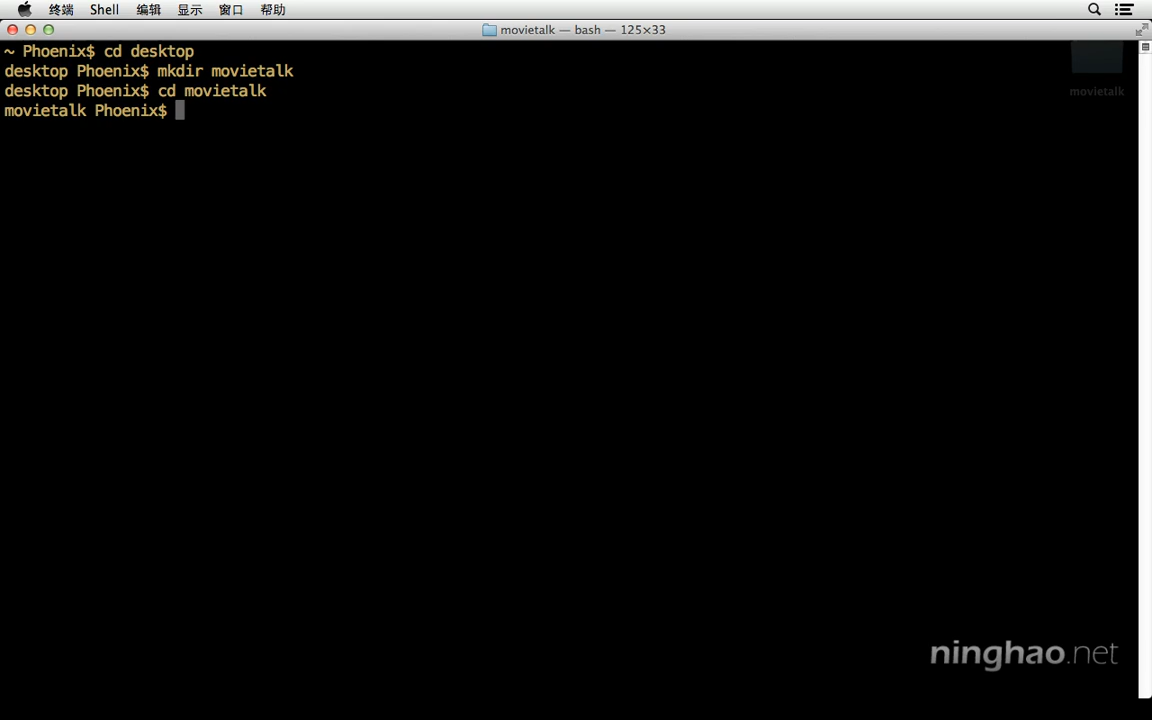 终端 Shell 编辑 显示 窗口 帮助
movietalk — bash — 125×33
~ Phoenix$ cd desktop
desktop Phoenix$ mkdir movietalk
desktop Phoenix$ cd movietalk
movietalk Phoenix$
movietalk
ninghao.net